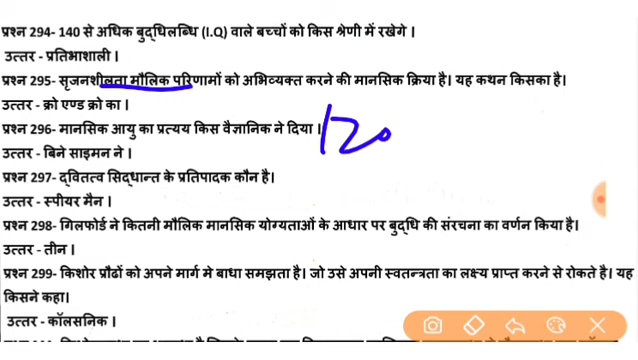 प्रश्न 294- 140 से अधिक बुद्धिलब्धि (I.Q) वाले बच्चों को किस श्रेणी में रखेगे ।
उत्तर - प्रतिभाशाली ।
प्रश्न 295- सृजनशीलता मौलिक परिणामों को अभिव्यक्त करने की मानसिक क्रिया है। यह कथन किसका है।
उत्तर - क्रो एण्ड क्रो का ।
प्रश्न 296- मानसिक आयु का प्रत्यय किस वैज्ञानिक ने दिया ।
120
उत्तर - बिने साइमन ने ।
प्रश्न 297- द्वितत्व सिद्धान्त के प्रतिपादक कौन है।
उत्तर - स्पीयर मैन ।
प्रश्न 298- गिलफोर्ड ने कितनी मौलिक मानसिक योग्यताओं के आधार पर बुद्धि की संरचना का वर्णन किया है।
उत्तर - तीन ।
प्रश्न 299- किशोर प्रौढों को अपने मार्ग मे बाधा समझता है। जो उसे अपनी स्वतन्त्रता का लक्ष्य प्राप्त करने से रोकते है। यह
किसने कहा।
उत्तर - कॉलसनिक ।